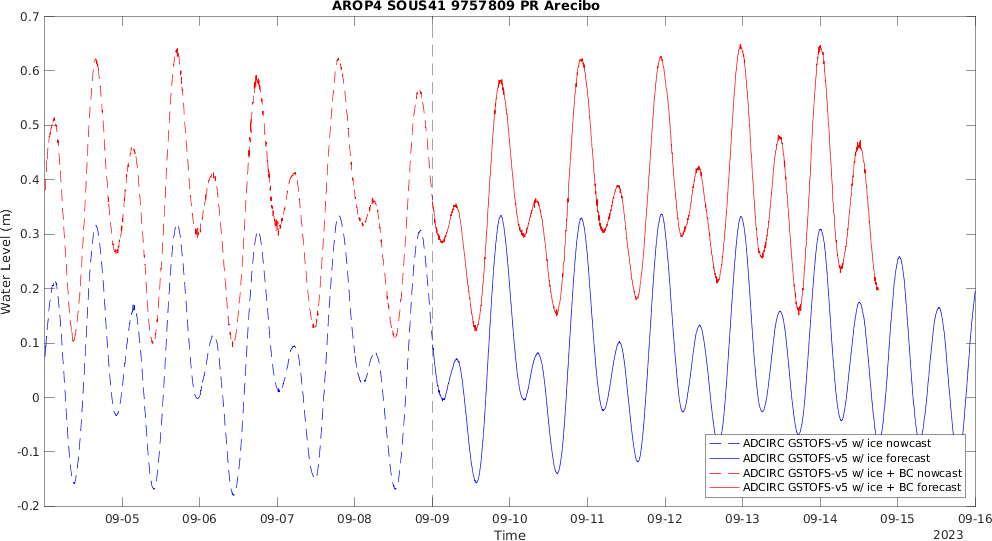 AROP4 SOUS41 9757809 PR Arecibo
0.7
0.6
0.5
0.4
0.3
0.2
0.1
0
-0.1
-0.2
Water Level (m)
ADCIRC GSTOFS-v5 w/ ice nowcast
ADCIRC GSTOFS-v5 w/ ice forecast
ADCIRC GSTOFS-v5 w/ ice + BC nowcast
ADCIRC GSTOFS-v5 w/ ice + BC forecast
09-05 09-06 09-07 09-08 09-09 09-10 09-11 09-12 09-13 09-14 09-15 09-16
Time
2023